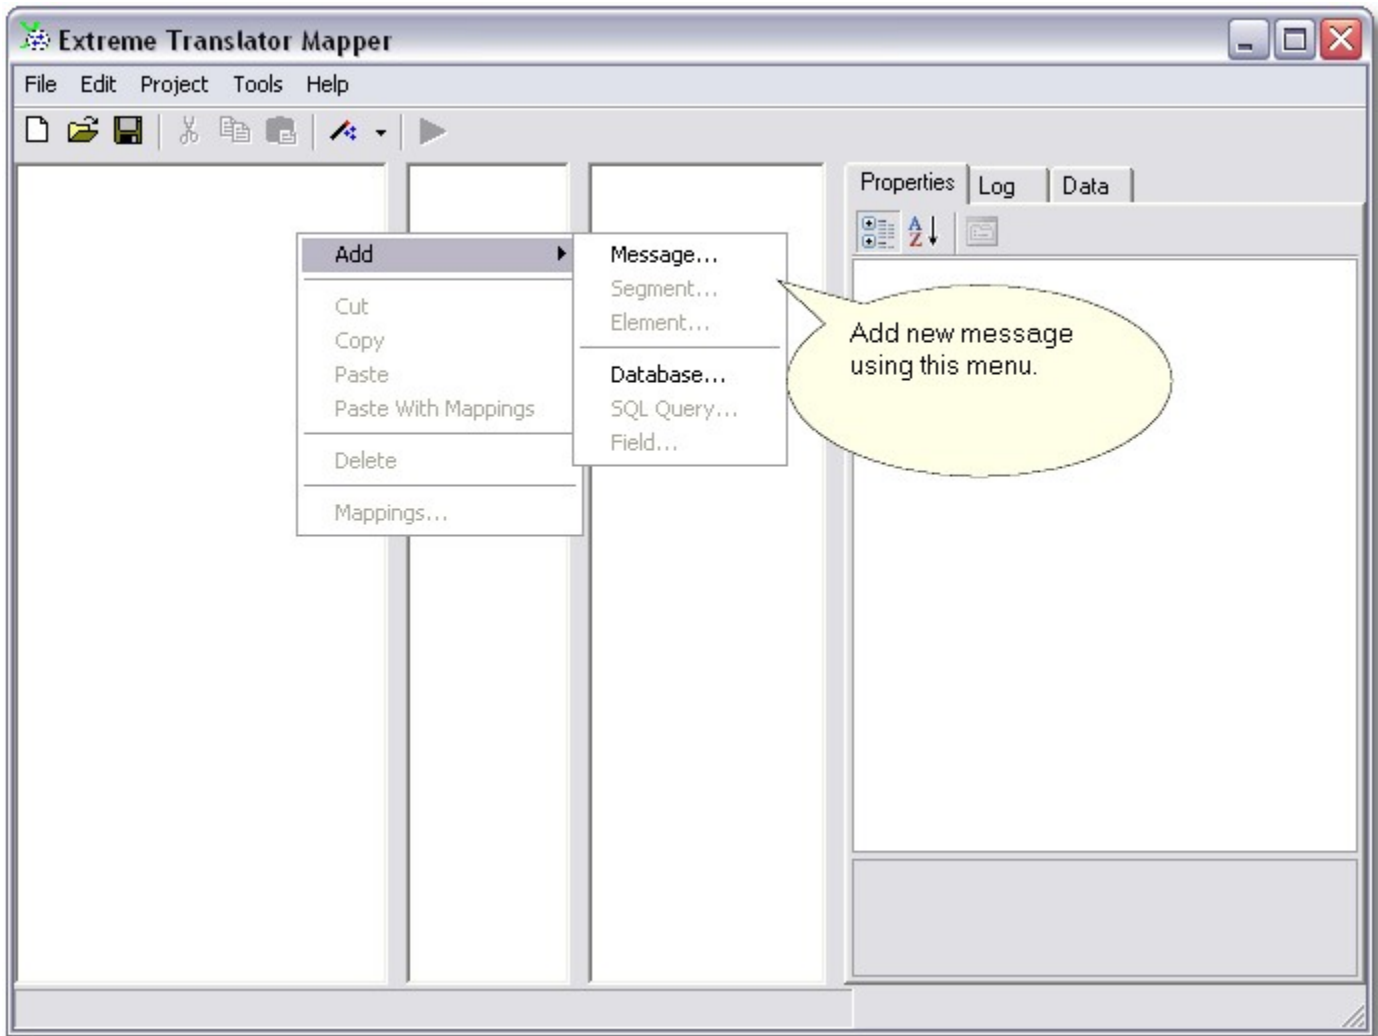 Extreme Translator Mapper
File Edit Project Tools Help
Properties Log Data
Add
Cut
Copy
Paste
Paste With Mappings
Delete
Mappings...
Message...
Segment...
Element...
Database...
SQL Query...
Field...
Add new message
using this menu.